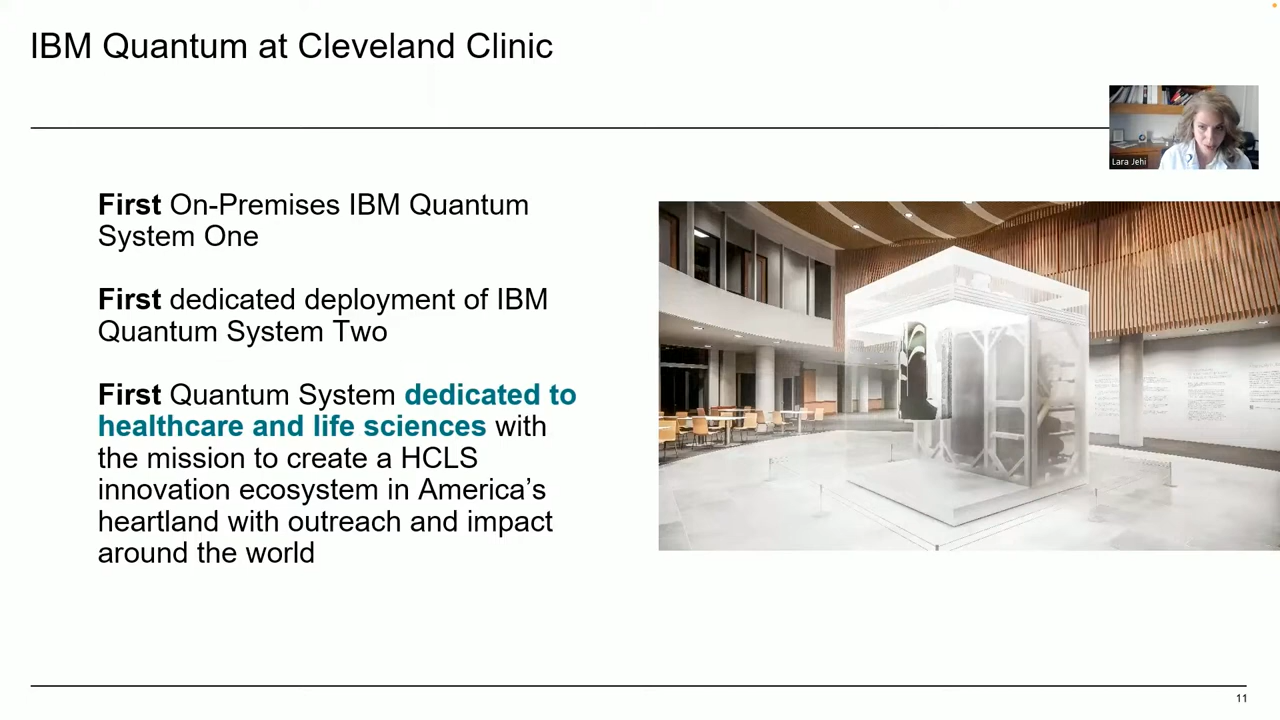 IBM Quantum at Cleveland Clinic
Lara Jehi
First On-Premises IBM Quantum
System One
First dedicated deployment of IBM
Quantum System Two
First Quantum System dedicated to
healthcare and life sciences with
the mission to create a HCLS
innovation ecosystem in America’s
heartland with outreach and impact
around the world
11